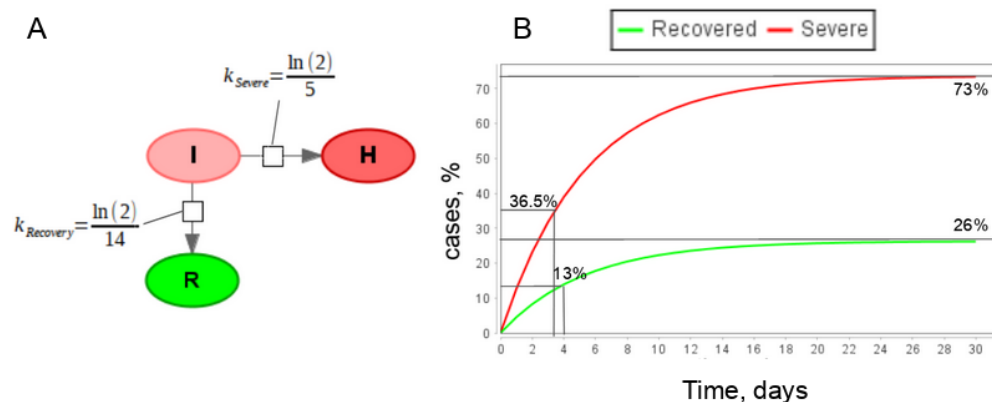 A
k_Severe = ln(2)/5
I
H
k_Recovery = ln(2)/14
R
B
Recovered Severe
cases, %
70
60
50
40
30
20
10
0
73%
36.5%
26%
13%
0 2 4 6 8 10 12 14 16 18 20 22 24 26 28 30
Time, days